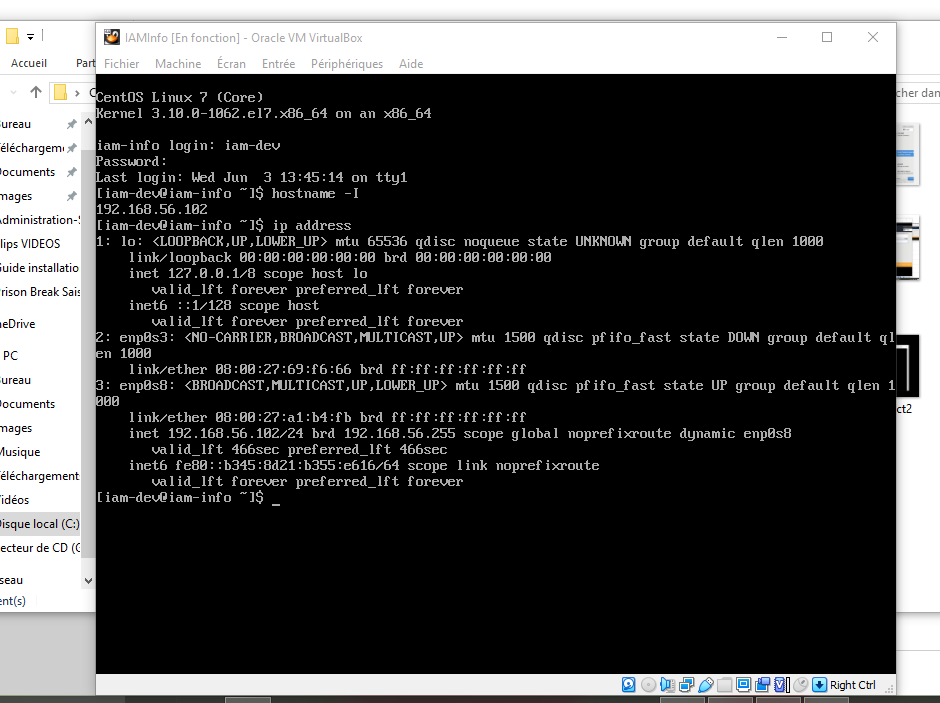 IAMInfo [En fonction] - Oracle VM VirtualBox
Accueil
Part
Fichier Machine Écran Entrée Périphériques Aide
cher dan
CentOS Linux 7 (Core)
Kernel 3.10.0-1062.el7.x86_64 on an x86_64
iam-info login: iam-dev
Password:
Last login: Wed Jun  3 13:45:14 on tty1
[iam-dev@iam-info ~]$ hostname -I
192.168.56.102
[iam-dev@iam-info ~]$ ip address
1: lo: <LOOPBACK,UP,LOWER_UP> mtu 65536 qdisc noqueue state UNKNOWN group default qlen 1000
    link/loopback 00:00:00:00:00:00 brd 00:00:00:00:00:00
    inet 127.0.0.1/8 scope host lo
       valid_lft forever preferred_lft forever
    inet6 ::1/128 scope host
       valid_lft forever preferred_lft forever
2: enp0s3: <NO-CARRIER,BROADCAST,MULTICAST,UP> mtu 1500 qdisc pfifo_fast state DOWN group default ql
en 1000
    link/ether 08:00:27:69:f6:66 brd ff:ff:ff:ff:ff:ff
3: enp0s8: <BROADCAST,MULTICAST,UP,LOWER_UP> mtu 1500 qdisc pfifo_fast state UP group default qlen 1
000
    link/ether 08:00:27:a1:b4:fb brd ff:ff:ff:ff:ff:ff
    inet 192.168.56.102/24 brd 192.168.56.255 scope global noprefixroute dynamic enp0s8
       valid_lft 466sec preferred_lft 466sec
    inet6 fe80::b345:8d21:b355:e616/64 scope link noprefixroute
       valid_lft forever preferred_lft forever
[iam-dev@iam-info ~]$ _
ureau
éléchargeme
ocuments
mages
dministration-S
lips VIDEOS
uide installatio
rison Break Sais
neDrive
PC
ureau
ocuments
mages
Musique
éléchargement
idéos
isque local (C:)
ecteur de CD (
seau
ent(s)
ct2
Right Ctrl